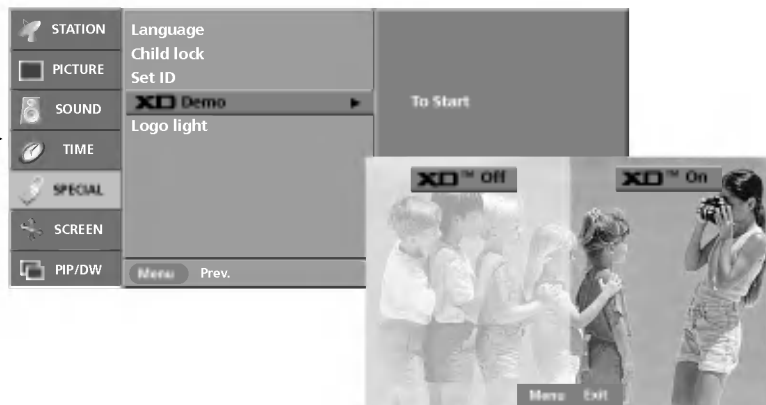 STATION
PICTURE
SOUND
TIME
SPECIAL
SCREEN
PIP/DW
Language
Child lock
Set ID
XD Demo
Logo light
To Start
Menu Prev.
XD™ Off
XD™ On
Menu Exit